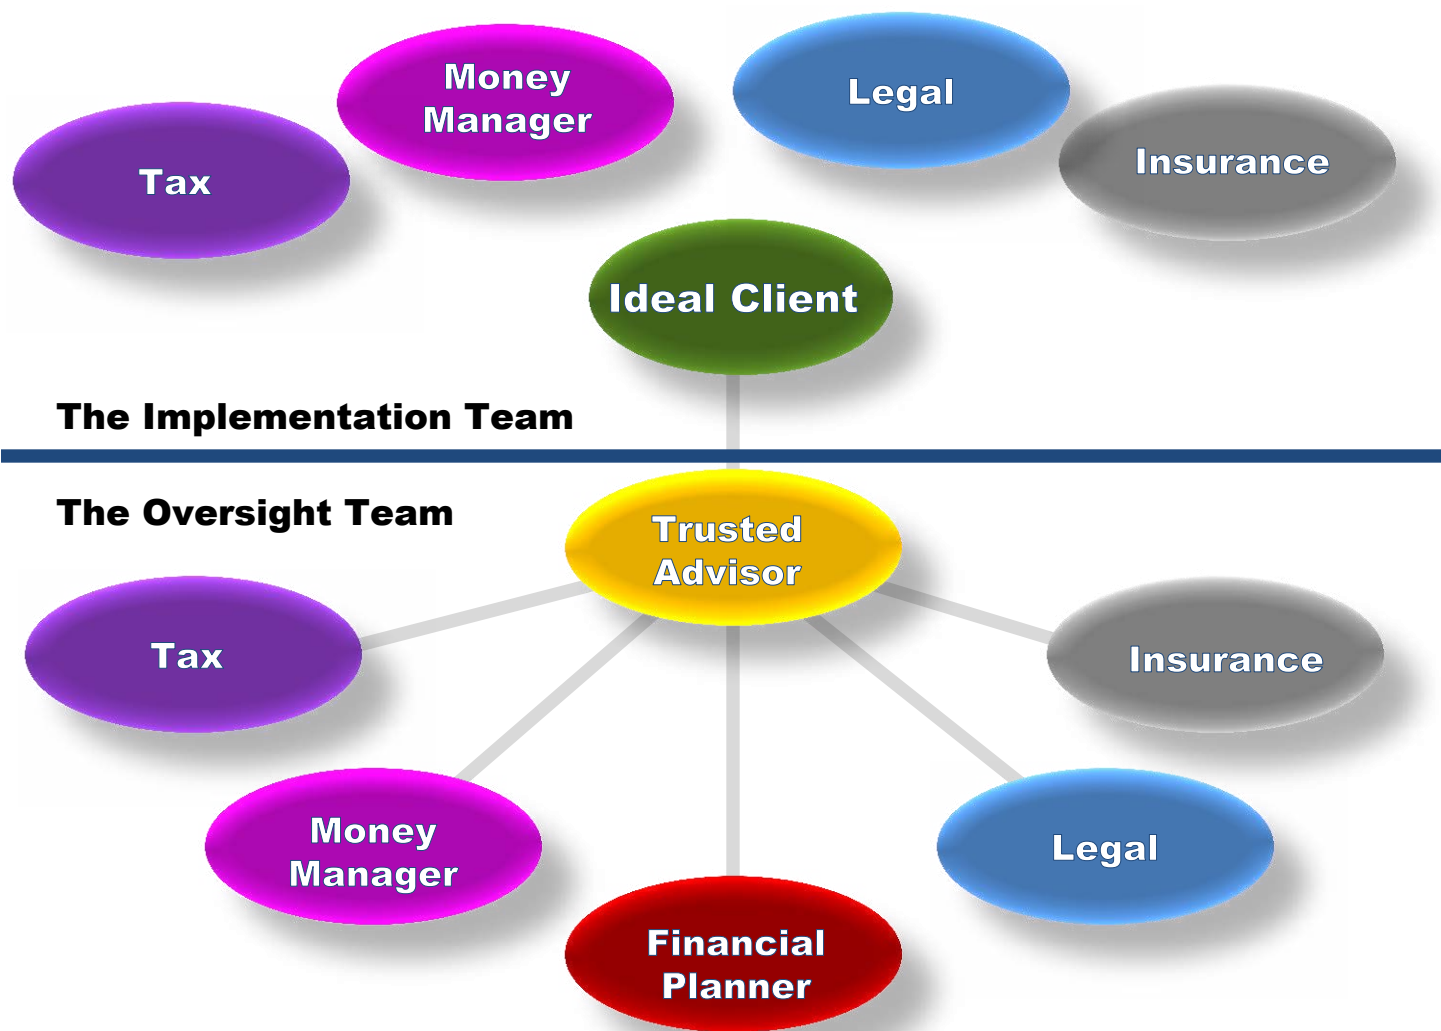 Money
Manager
Legal
Tax
Insurance
Ideal Client
The Implementation Team
The Oversight Team
Trusted
Advisor
Tax
Insurance
Money
Manager
Legal
Financial
Planner